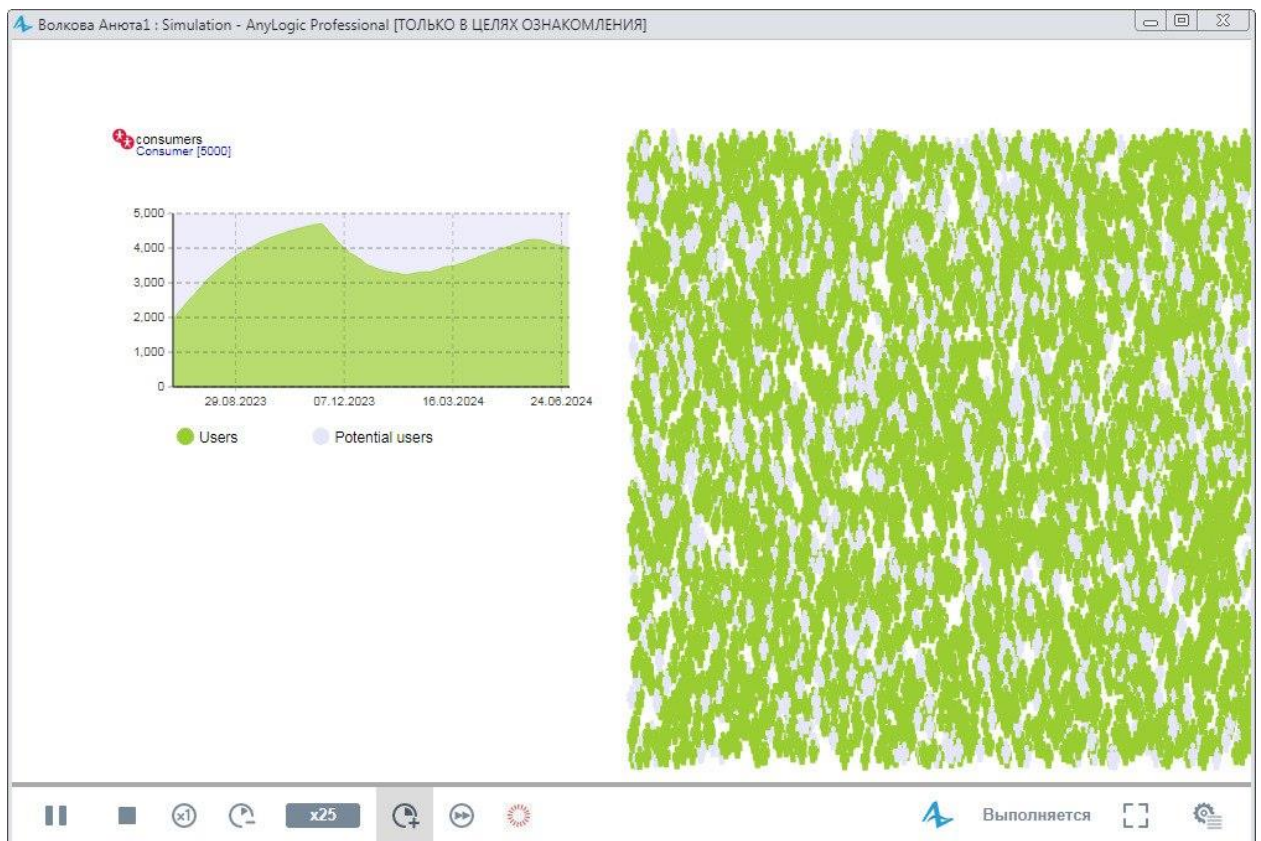 Волкова Анюта1 : Simulation - AnyLogic Professional [ТОЛЬКО В ЦЕЛЯХ ОЗНАКОМЛЕНИЯ]
consumers
Consumer [5000]
5,000
4,000
3,000
2,000
1,000
0
29.08.2023 07.12.2023 16.03.2024 24.06.2024
Users Potential users
x1 x25 Выполняется